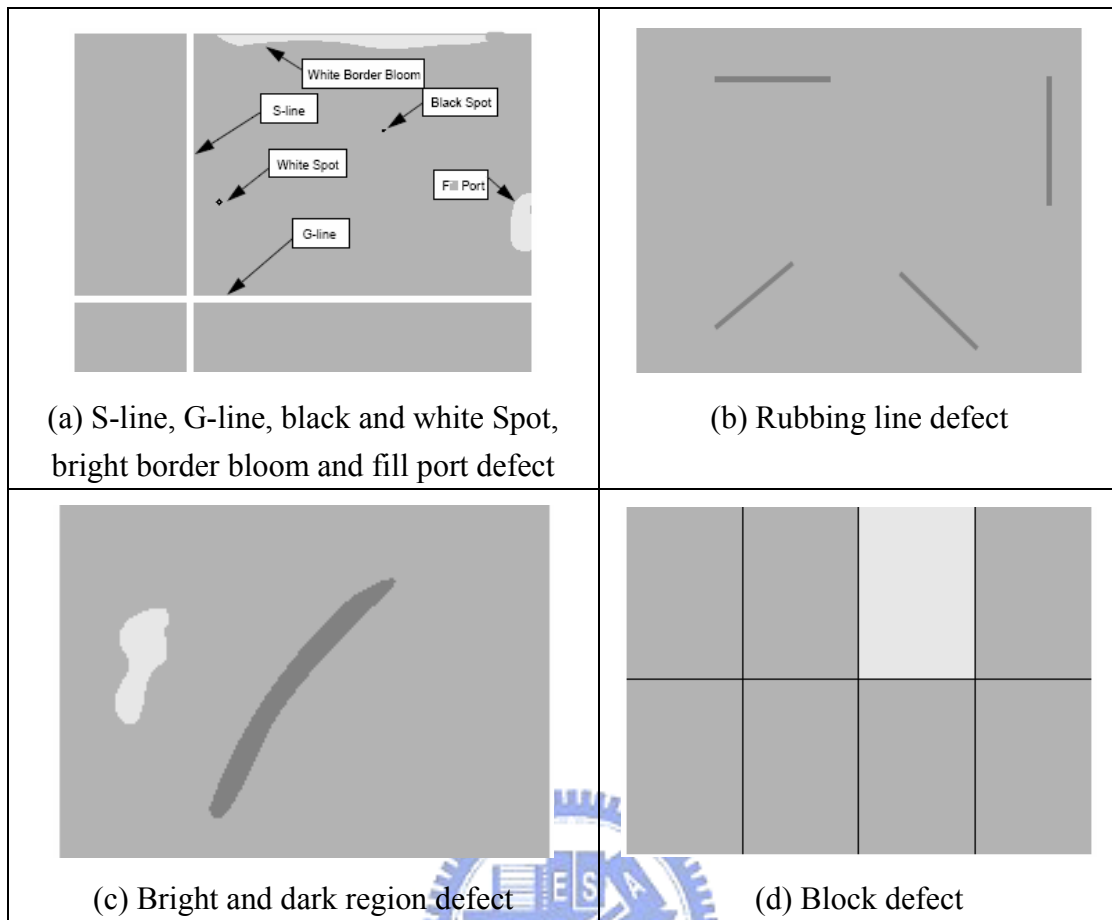 White Border Bloom
Black Spot
S-line
White Spot
Fill Port
G-line
(a) S-line, G-line, black and white Spot,
bright border bloom and fill port defect
(b) Rubbing line defect
(c) Bright and dark region defect
(d) Block defect
E S A